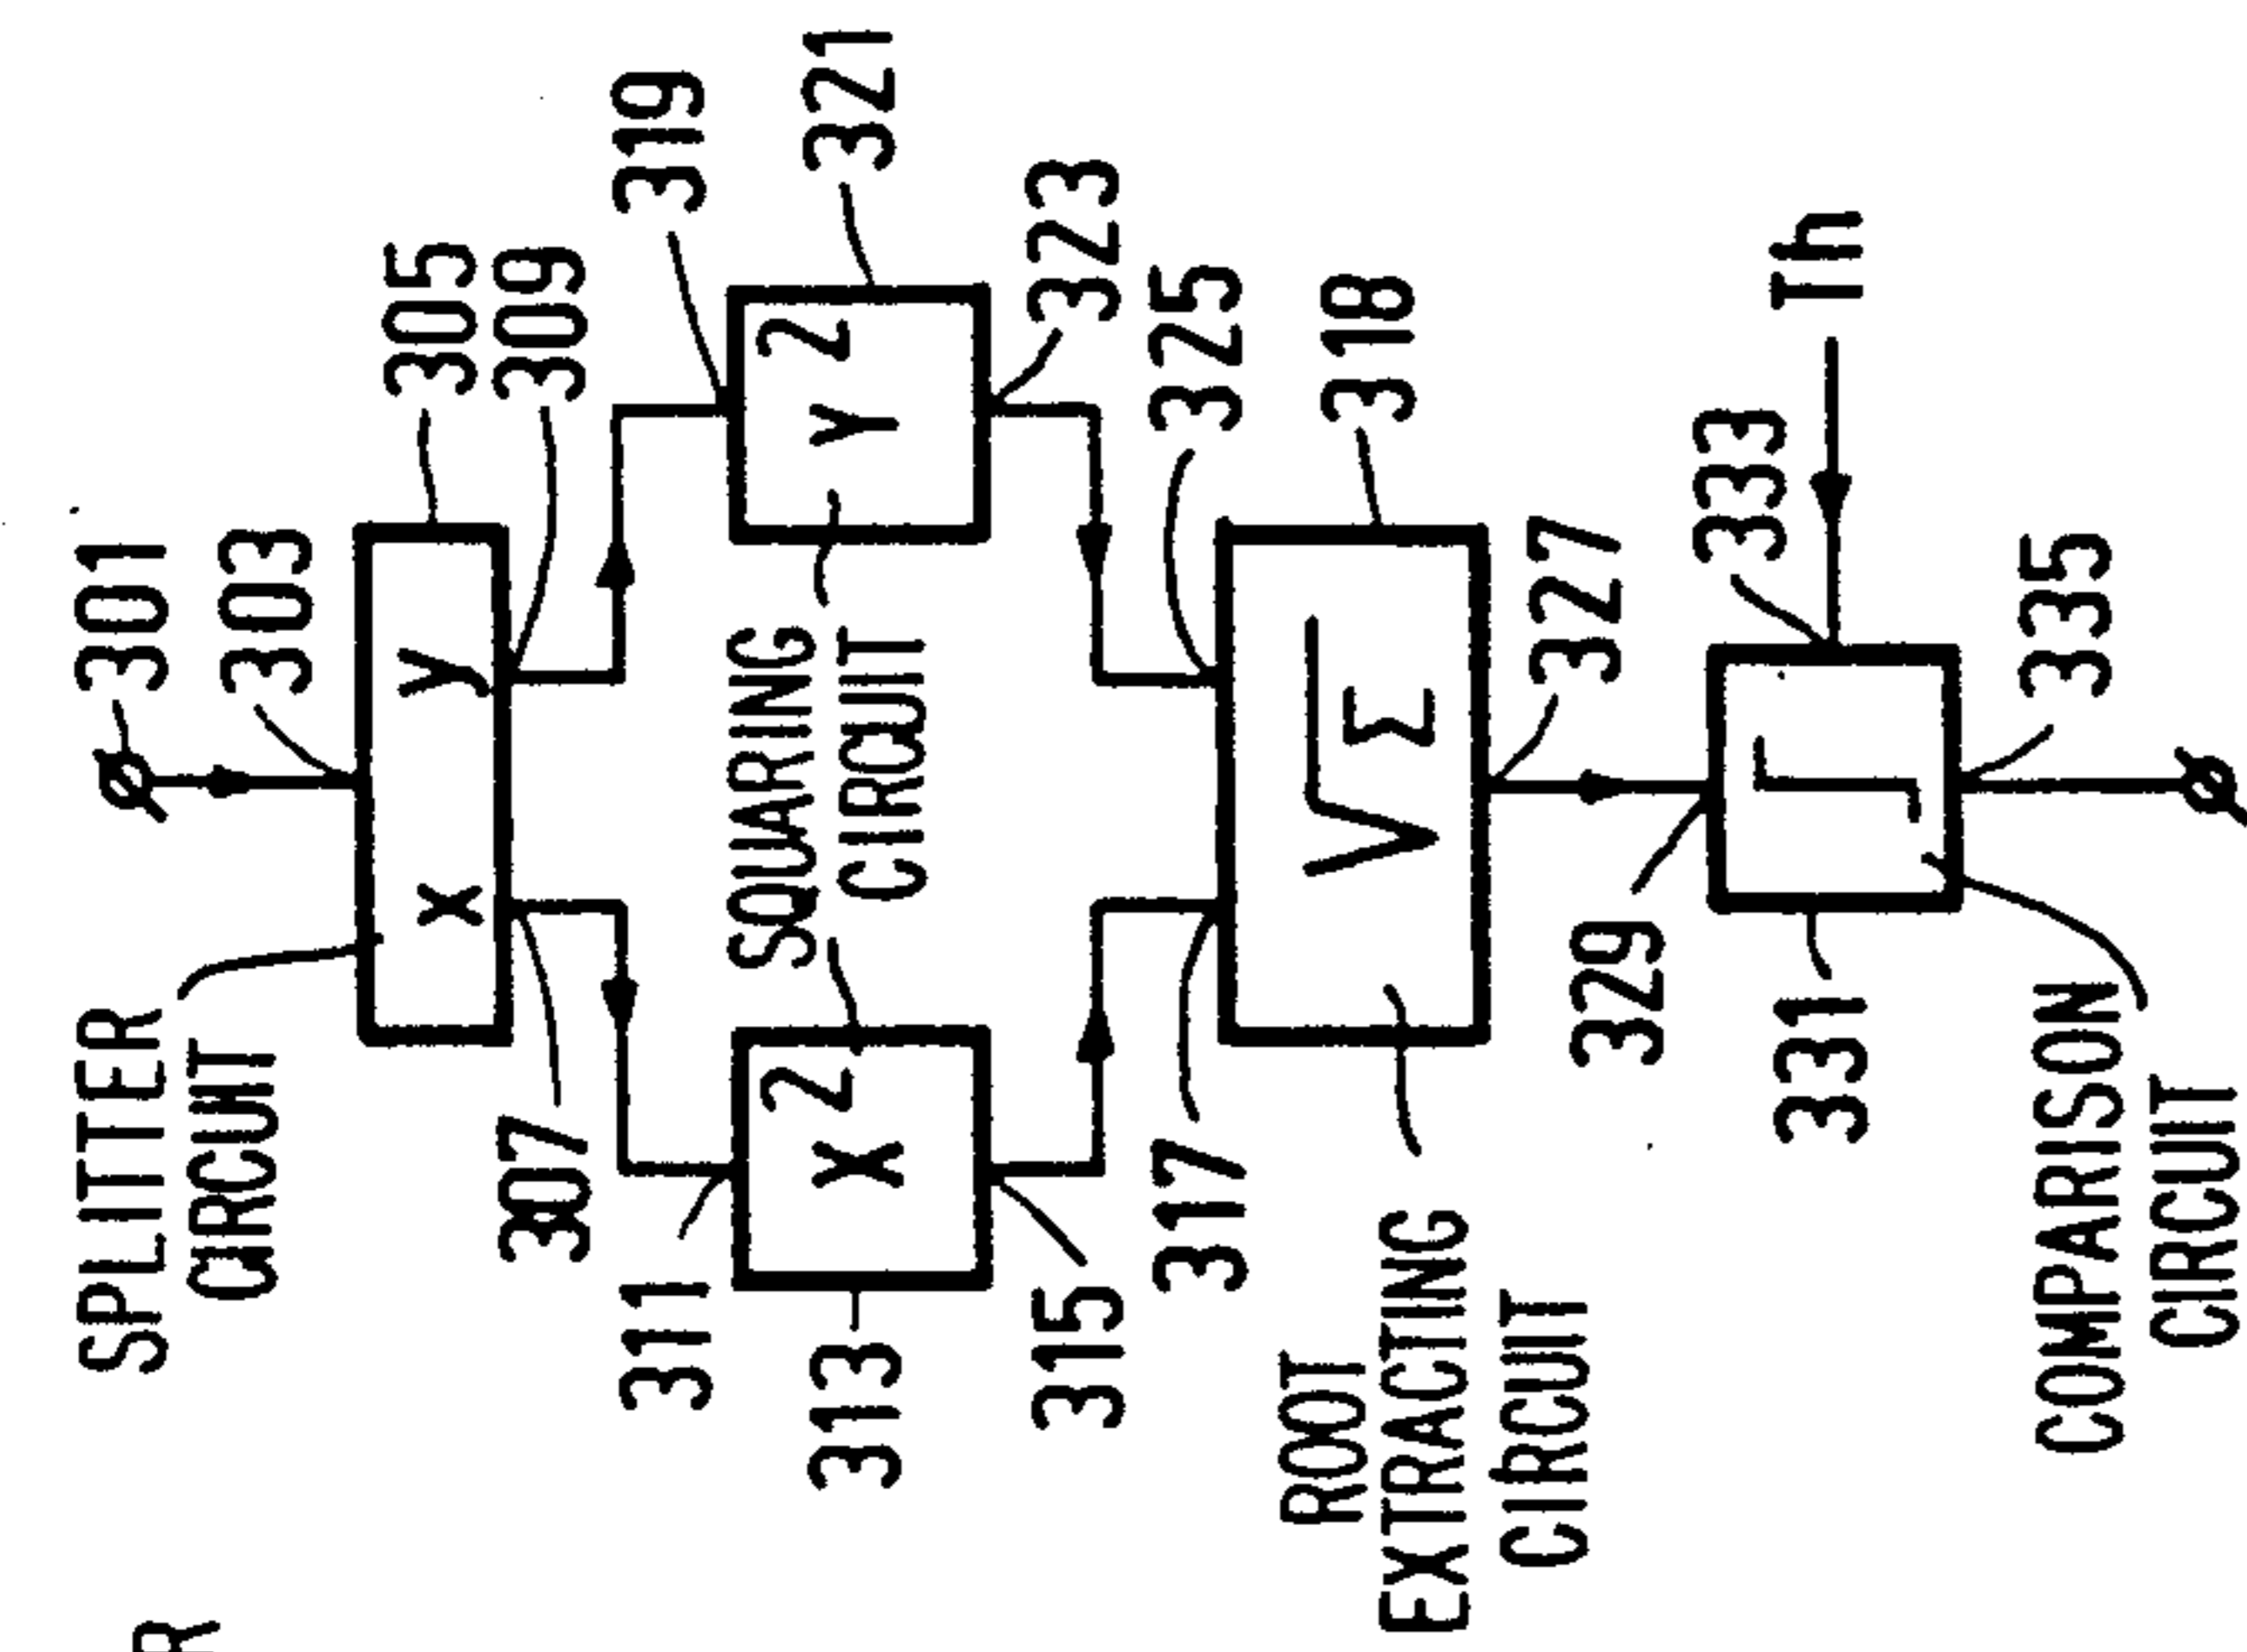 SPLITTER
CIRCUIT
301
303
x y
305
307
309
311
319
X²
SQUARING
CIRCUIT
Y²
313
321
315
323
317
325
ROOT
EXTRACTING
CIRCUIT
√Σ
318
327
329
333
331
Th
COMPARISON
CIRCUIT
335